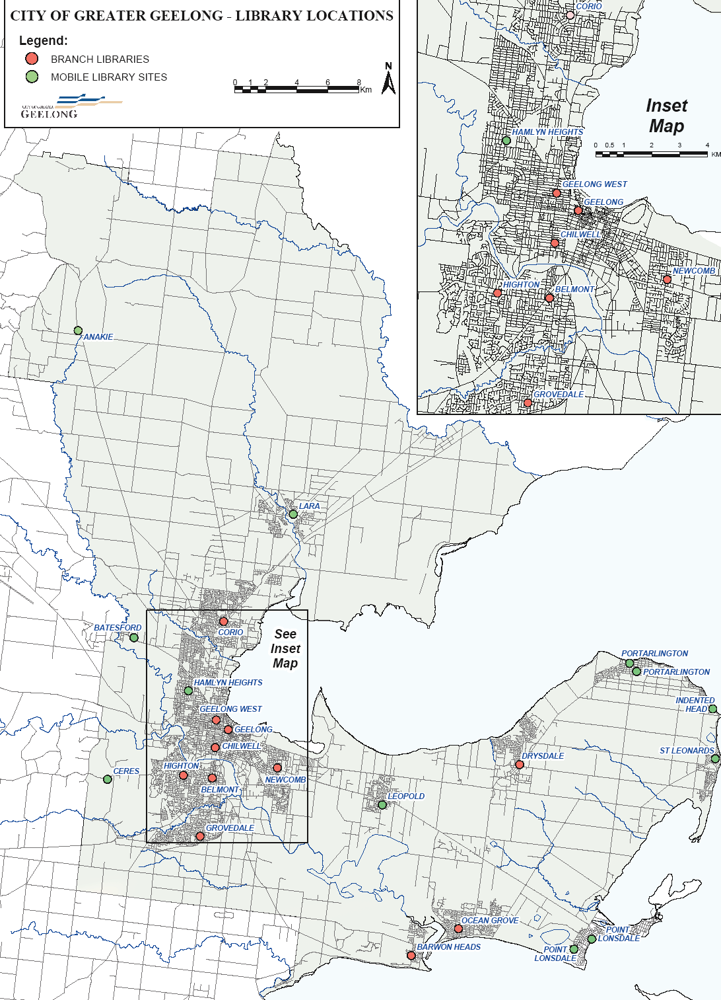 CITY OF GREATER GEELONG - LIBRARY LOCATIONS
Legend:
BRANCH LIBRARIES
MOBILE LIBRARY SITES
0 1 2 4 6 8 Km
N
CITY OF GREATER
GEELONG
CORIO
Inset
Map
0 0.5 1 2 3 4 KM
HAMLYN HEIGHTS
GEELONG WEST
GEELONG
CHILWELL
NEWCOMB
HIGHTON
BELMONT
GROVEDALE
ANAKIE
LARA
BATESFORD
CORIO
See
Inset
Map
HAMLYN HEIGHTS
GEELONG WEST
GEELONG
CHILWELL
HIGHTON
CERES
BELMONT
NEWCOMB
GROVEDALE
PORTARLINGTON
PORTARLINGTON
INDENTED
HEAD
ST LEONARDS
DRYSDALE
LEOPOLD
OCEAN GROVE
BARWON HEADS
POINT
LONSDALE
POINT
LONSDALE